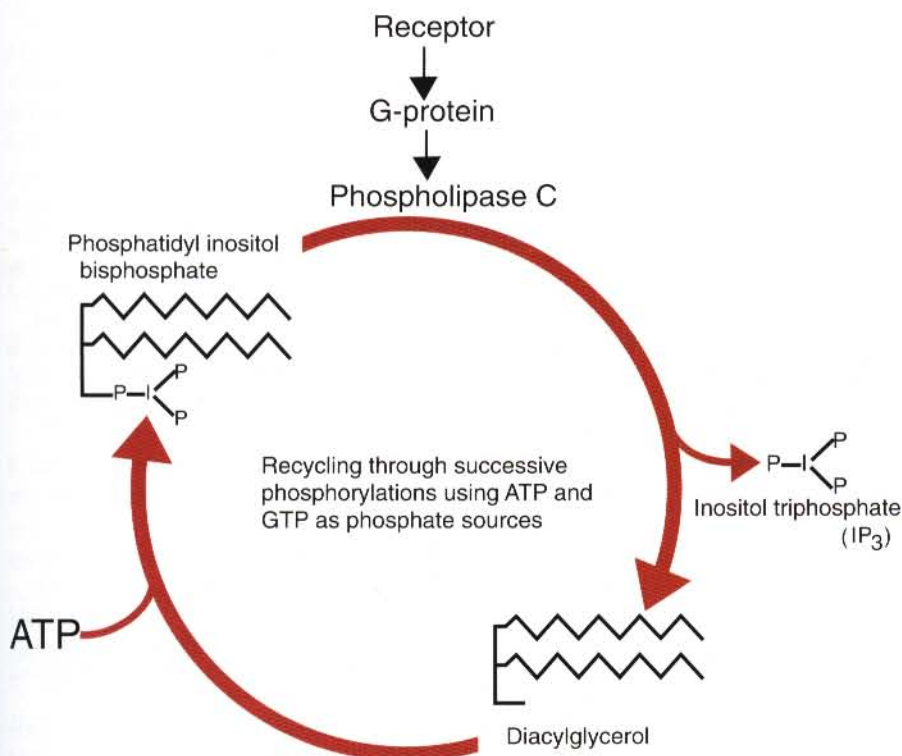 Receptor
G-protein
Phospholipase C
Phosphatidyl inositol
bisphosphate
P-I
P
P
Recycling through successive
phosphorylations using ATP and
GTP as phosphate sources
P-I
P
P
Inositol triphosphate
(IP3)
ATP
Diacylglycerol